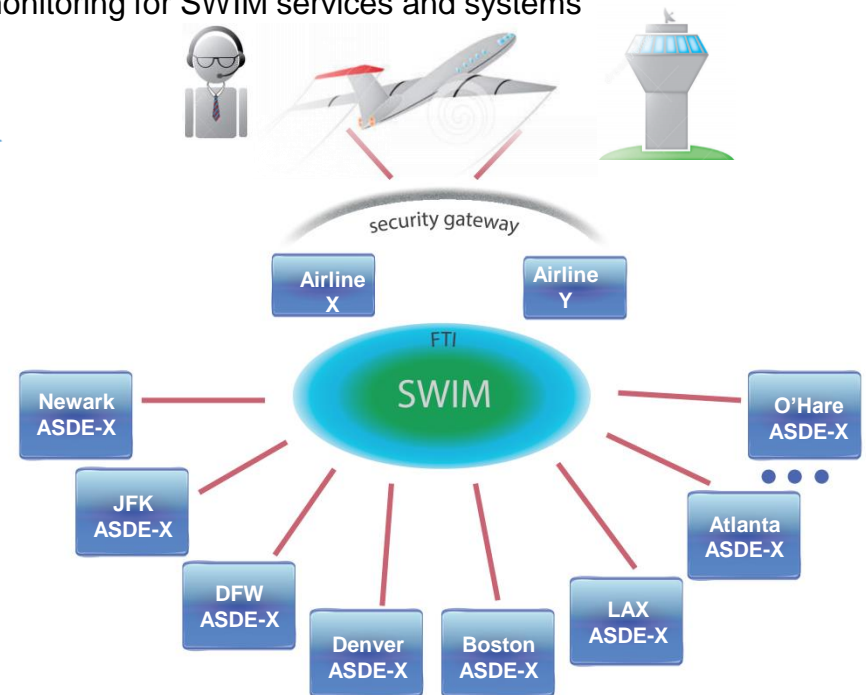 onitoring for SWIM services and systems
security gateway
Airline
X
Airline
Y
FTI
SWIM
Newark
ASDE-X
O'Hare
ASDE-X
JFK
ASDE-X
Atlanta
ASDE-X
DFW
ASDE-X
LAX
ASDE-X
Denver
ASDE-X
Boston
ASDE-X